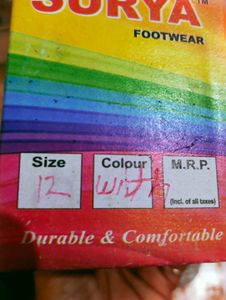 SURYA™
FOOTWEAR
Size Colour M.R.P.
12
(Incl. of all taxes)
Durable & Comfortable